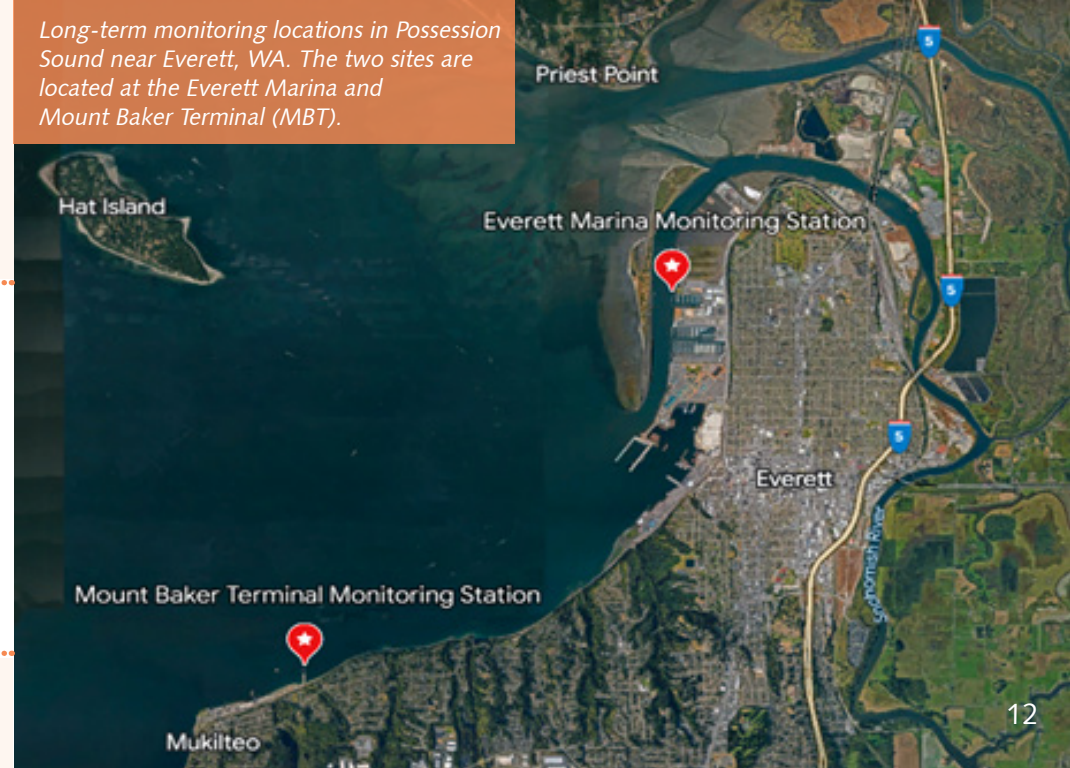 Long-term monitoring locations in Possession
Sound near Everett, WA. The two sites are
located at the Everett Marina and
Mount Baker Terminal (MBT).
5
Priest Point
Hat Island
Everett Marina Monitoring Station
5
5
Everett
Snohomish River
Mount Baker Terminal Monitoring Station
12
Mukilteo